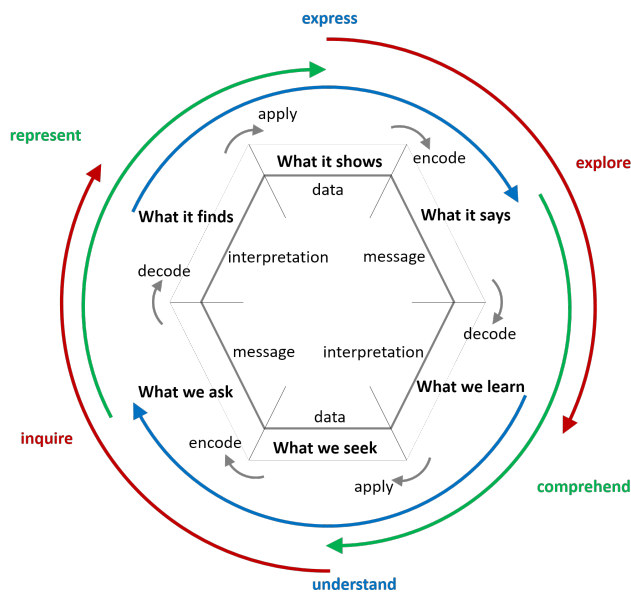 express
apply
represent
encode
What it shows
explore
data
What it finds
What it says
interpretation
message
decode
decode
message
interpretation
What we ask
What we learn
data
inquire
encode
What we seek
apply
comprehend
understand